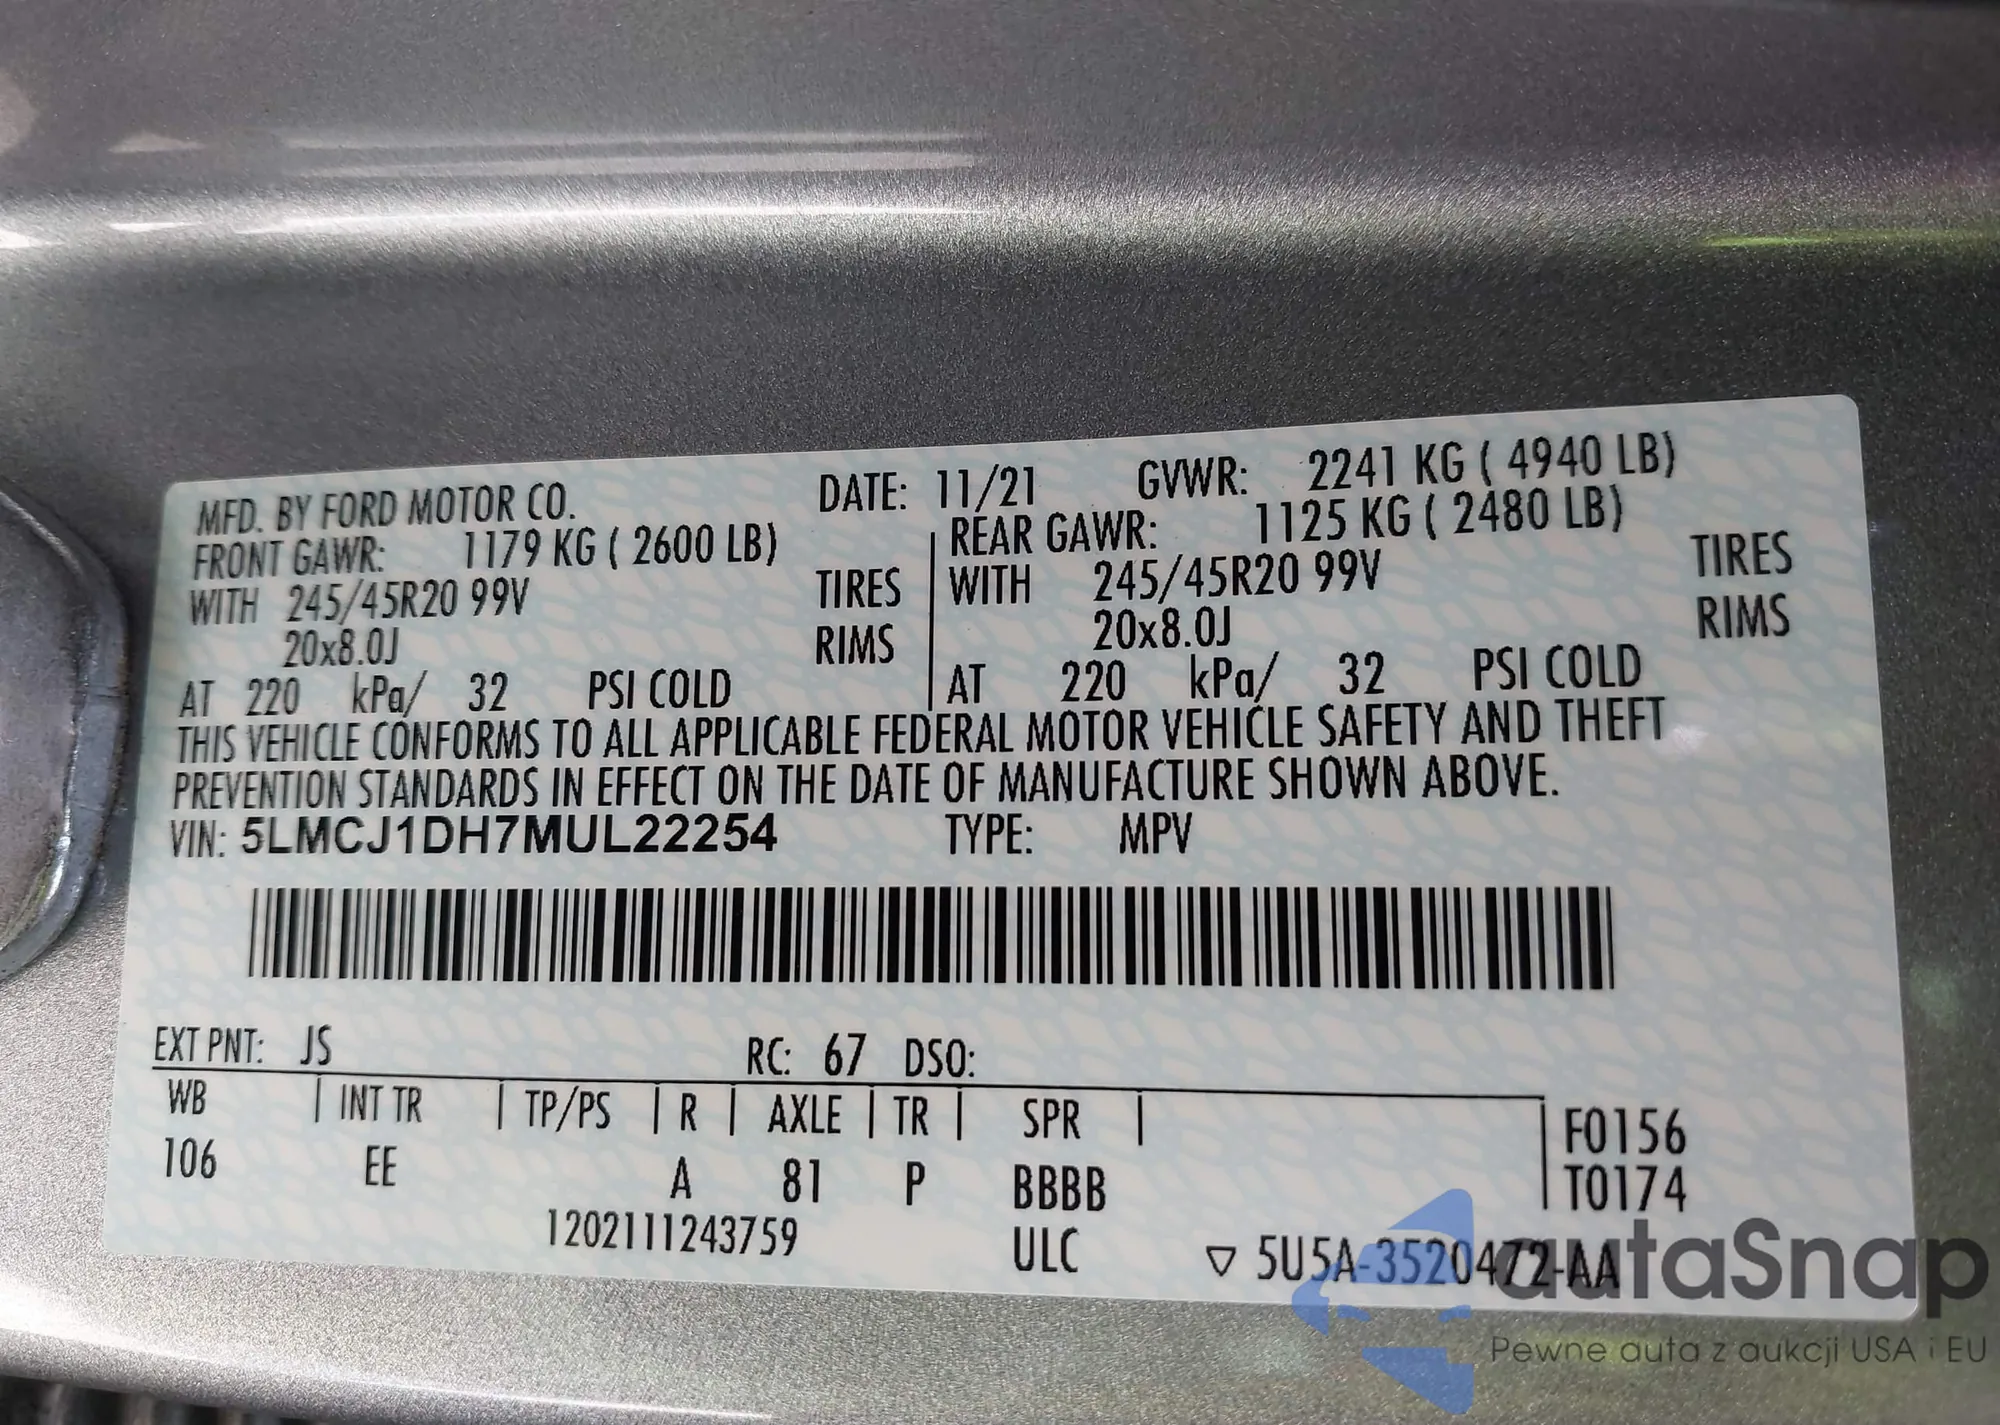 MFD. BY FORD MOTOR CO. DATE: 11/21 GVWR: 2241 KG ( 4940 LB)
FRONT GAWR: 1179 KG ( 2600 LB) REAR GAWR: 1125 KG ( 2480 LB)
WITH 245/45R20 99V TIRES WITH 245/45R20 99V TIRES
20x8.0J RIMS 20x8.0J RIMS
AT 220 kPa/ 32 PSI COLD AT 220 kPa/ 32 PSI COLD
THIS VEHICLE CONFORMS TO ALL APPLICABLE FEDERAL MOTOR VEHICLE SAFETY AND THEFT
PREVENTION STANDARDS IN EFFECT ON THE DATE OF MANUFACTURE SHOWN ABOVE.
VIN: 5LMCJ1DH7MUL22254 TYPE: MPV
EXT PNT: JS RC: 67 DSO:
WB | INT TR | TP/PS | R | AXLE | TR | SPR | F0156
106 EE A 81 P BBBB T0174
1202111243759 ULC ▽ 5U5A-3520472-AA
autaSnap
Pewne auta z aukcji USA i EU